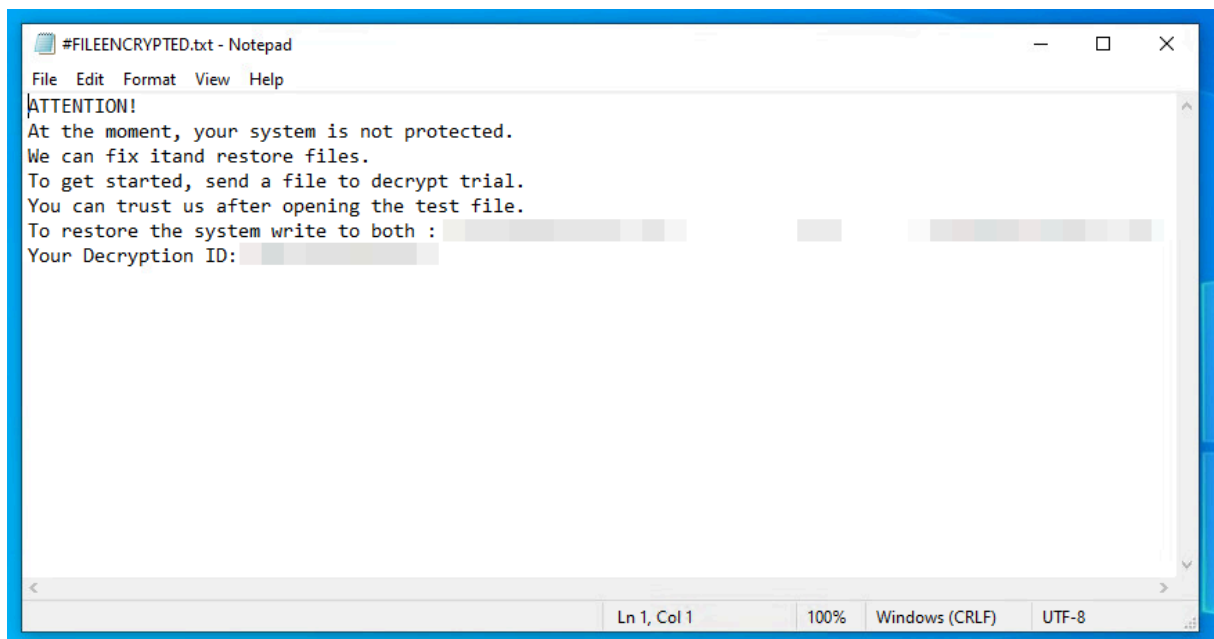 #FILEENCRYPTED.txt - Notepad
File Edit Format View Help
ATTENTION!
At the moment, your system is not protected.
We can fix itand restore files.
To get started, send a file to decrypt trial.
You can trust us after opening the test file.
To restore the system write to both :
Your Decryption ID:
Ln 1, Col 1 100% Windows (CRLF) UTF-8